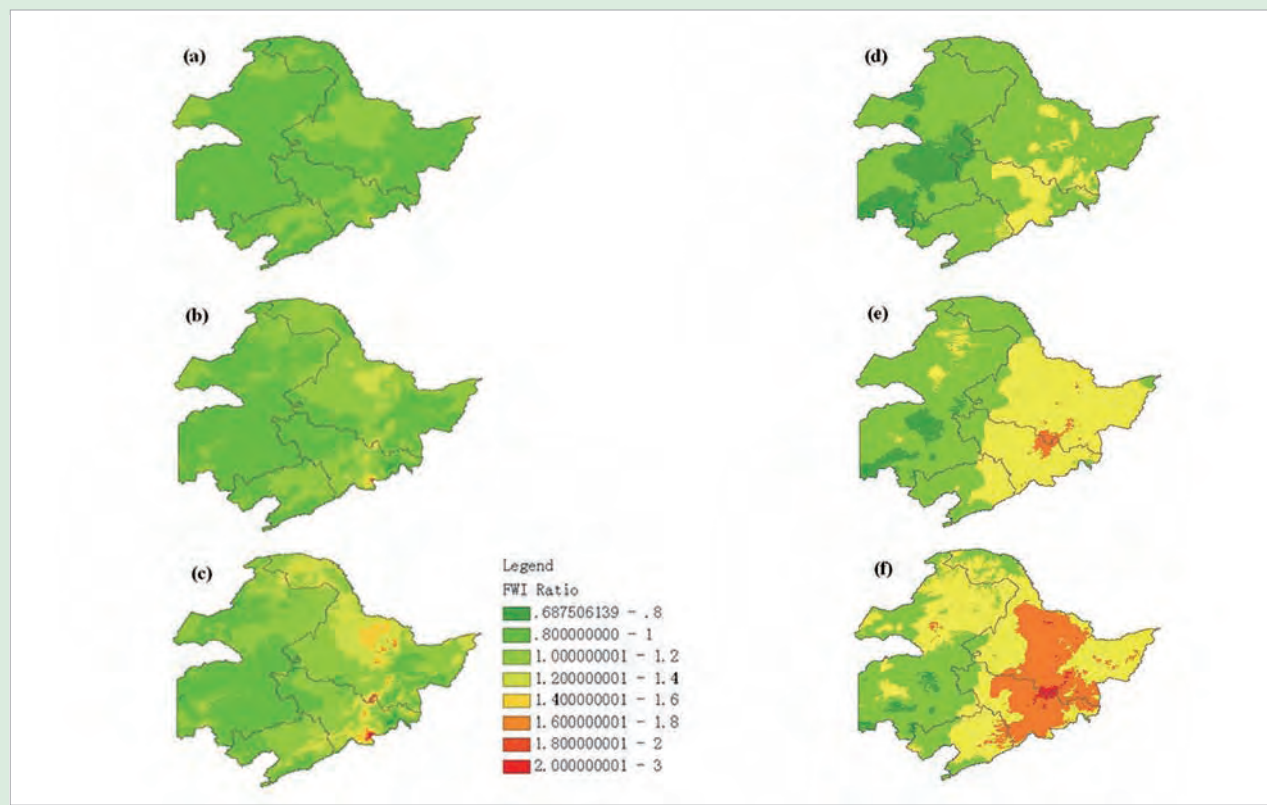 (a)
(d)
(b)
(e)
(c)
(f)
Legend
FWI Ratio
.687506139 - .8
.800000000 - 1
1.000000001 - 1.2
1.200000001 - 1.4
1.400000001 - 1.6
1.600000001 - 1.8
1.800000001 - 2
2.000000001 - 3